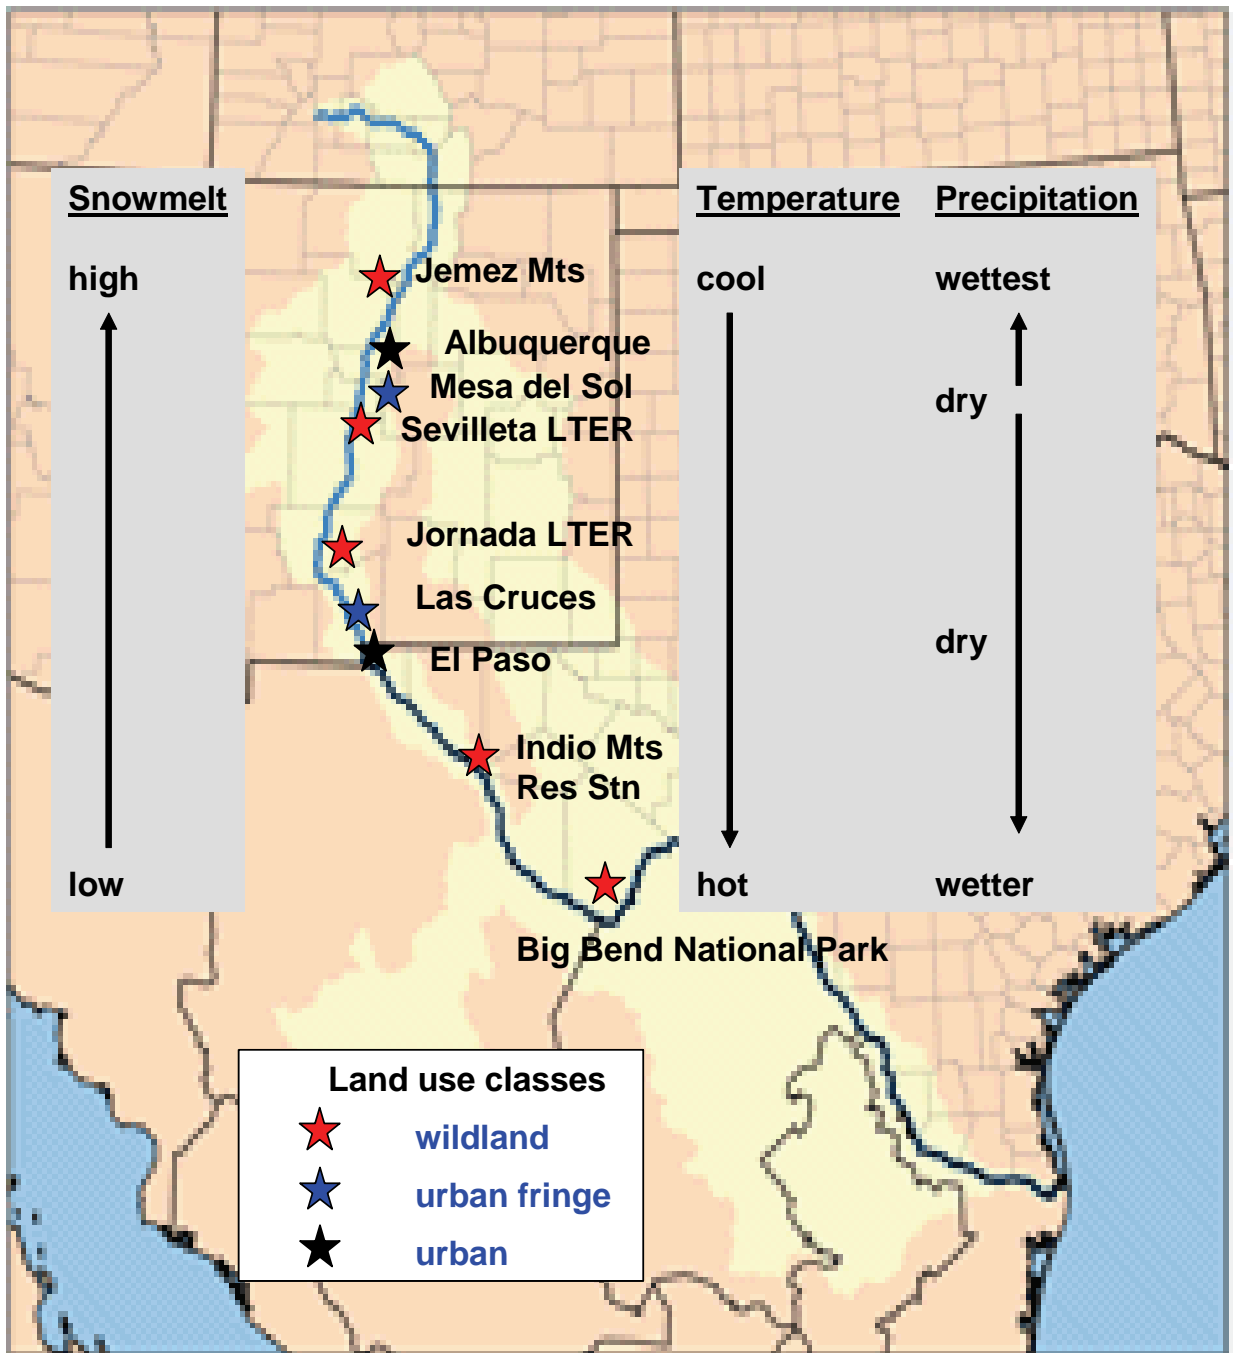 Snowmelt
high
low
Temperature
cool
hot
Precipitation
wettest
dry
dry
wetter
Jemez Mts
Albuquerque
Mesa del Sol
Sevilleta LTER
Jornada LTER
Las Cruces
El Paso
Indio Mts
Res Stn
Big Bend National Park
Land use classes
wildland
urban fringe
urban